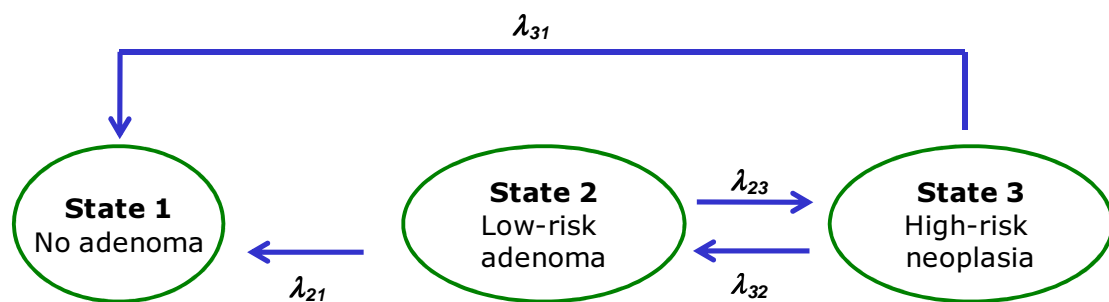 λ31
State 1
No adenoma
State 2
Low-risk
adenoma
State 3
High-risk
neoplasia
λ23
λ21
λ32